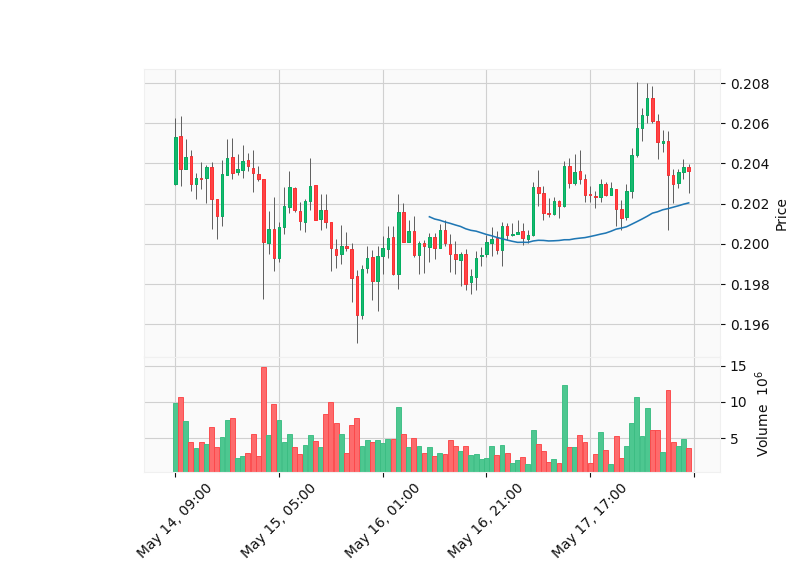 0.208
0.206
0.204
0.202
0.200
0.198
0.196
Price
15
10
5
Volume 10^6
May 14, 09:00
May 15, 05:00
May 16, 01:00
May 16, 21:00
May 17, 17:00